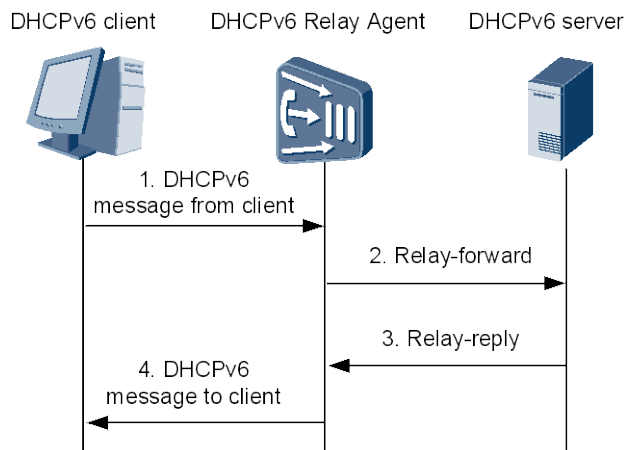 DHCPv6 client
DHCPv6 Relay Agent
DHCPv6 server
1. DHCPv6
message from client
2. Relay-forward
3. Relay-reply
4. DHCPv6
message to client